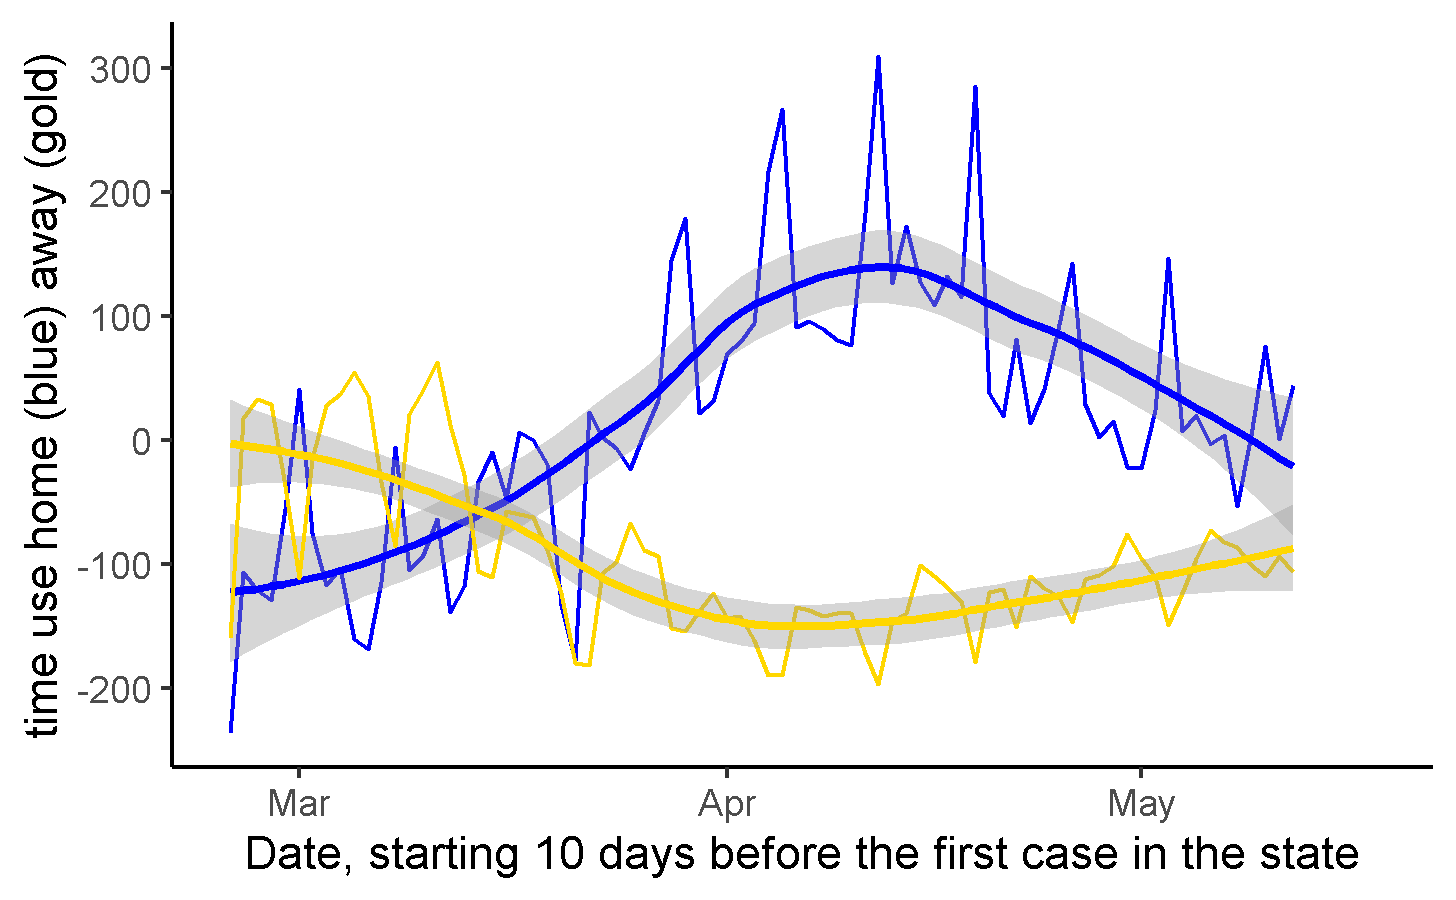 time use home (blue) away (gold)
300
200
100
0
-100
-200
Mar
Apr
May
Date, starting 10 days before the first case in the state